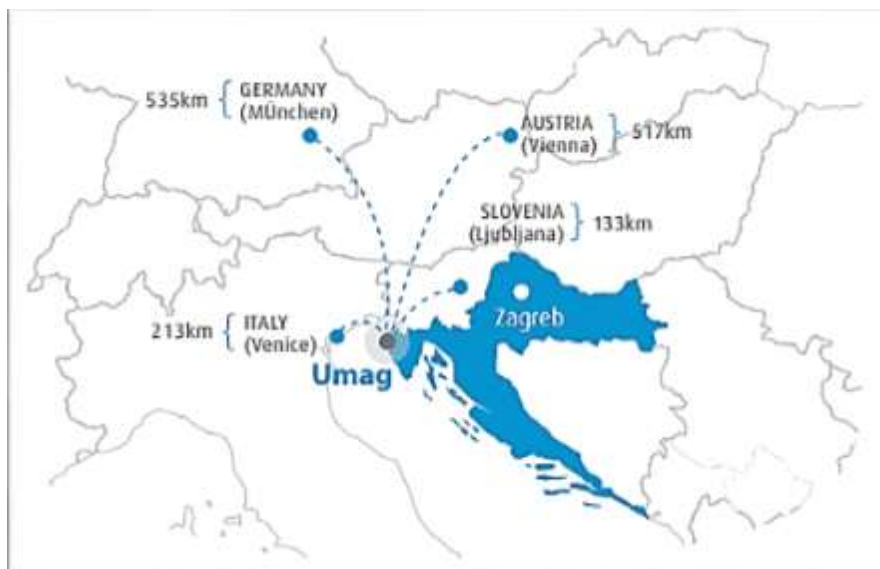 535km { GERMANY
(MÜnchen)
AUSTRIA
(Vienna) } 517km
SLOVENIA
(Ljubljana) } 133km
Zagreb
213km { ITALY
(Venice)
Umag